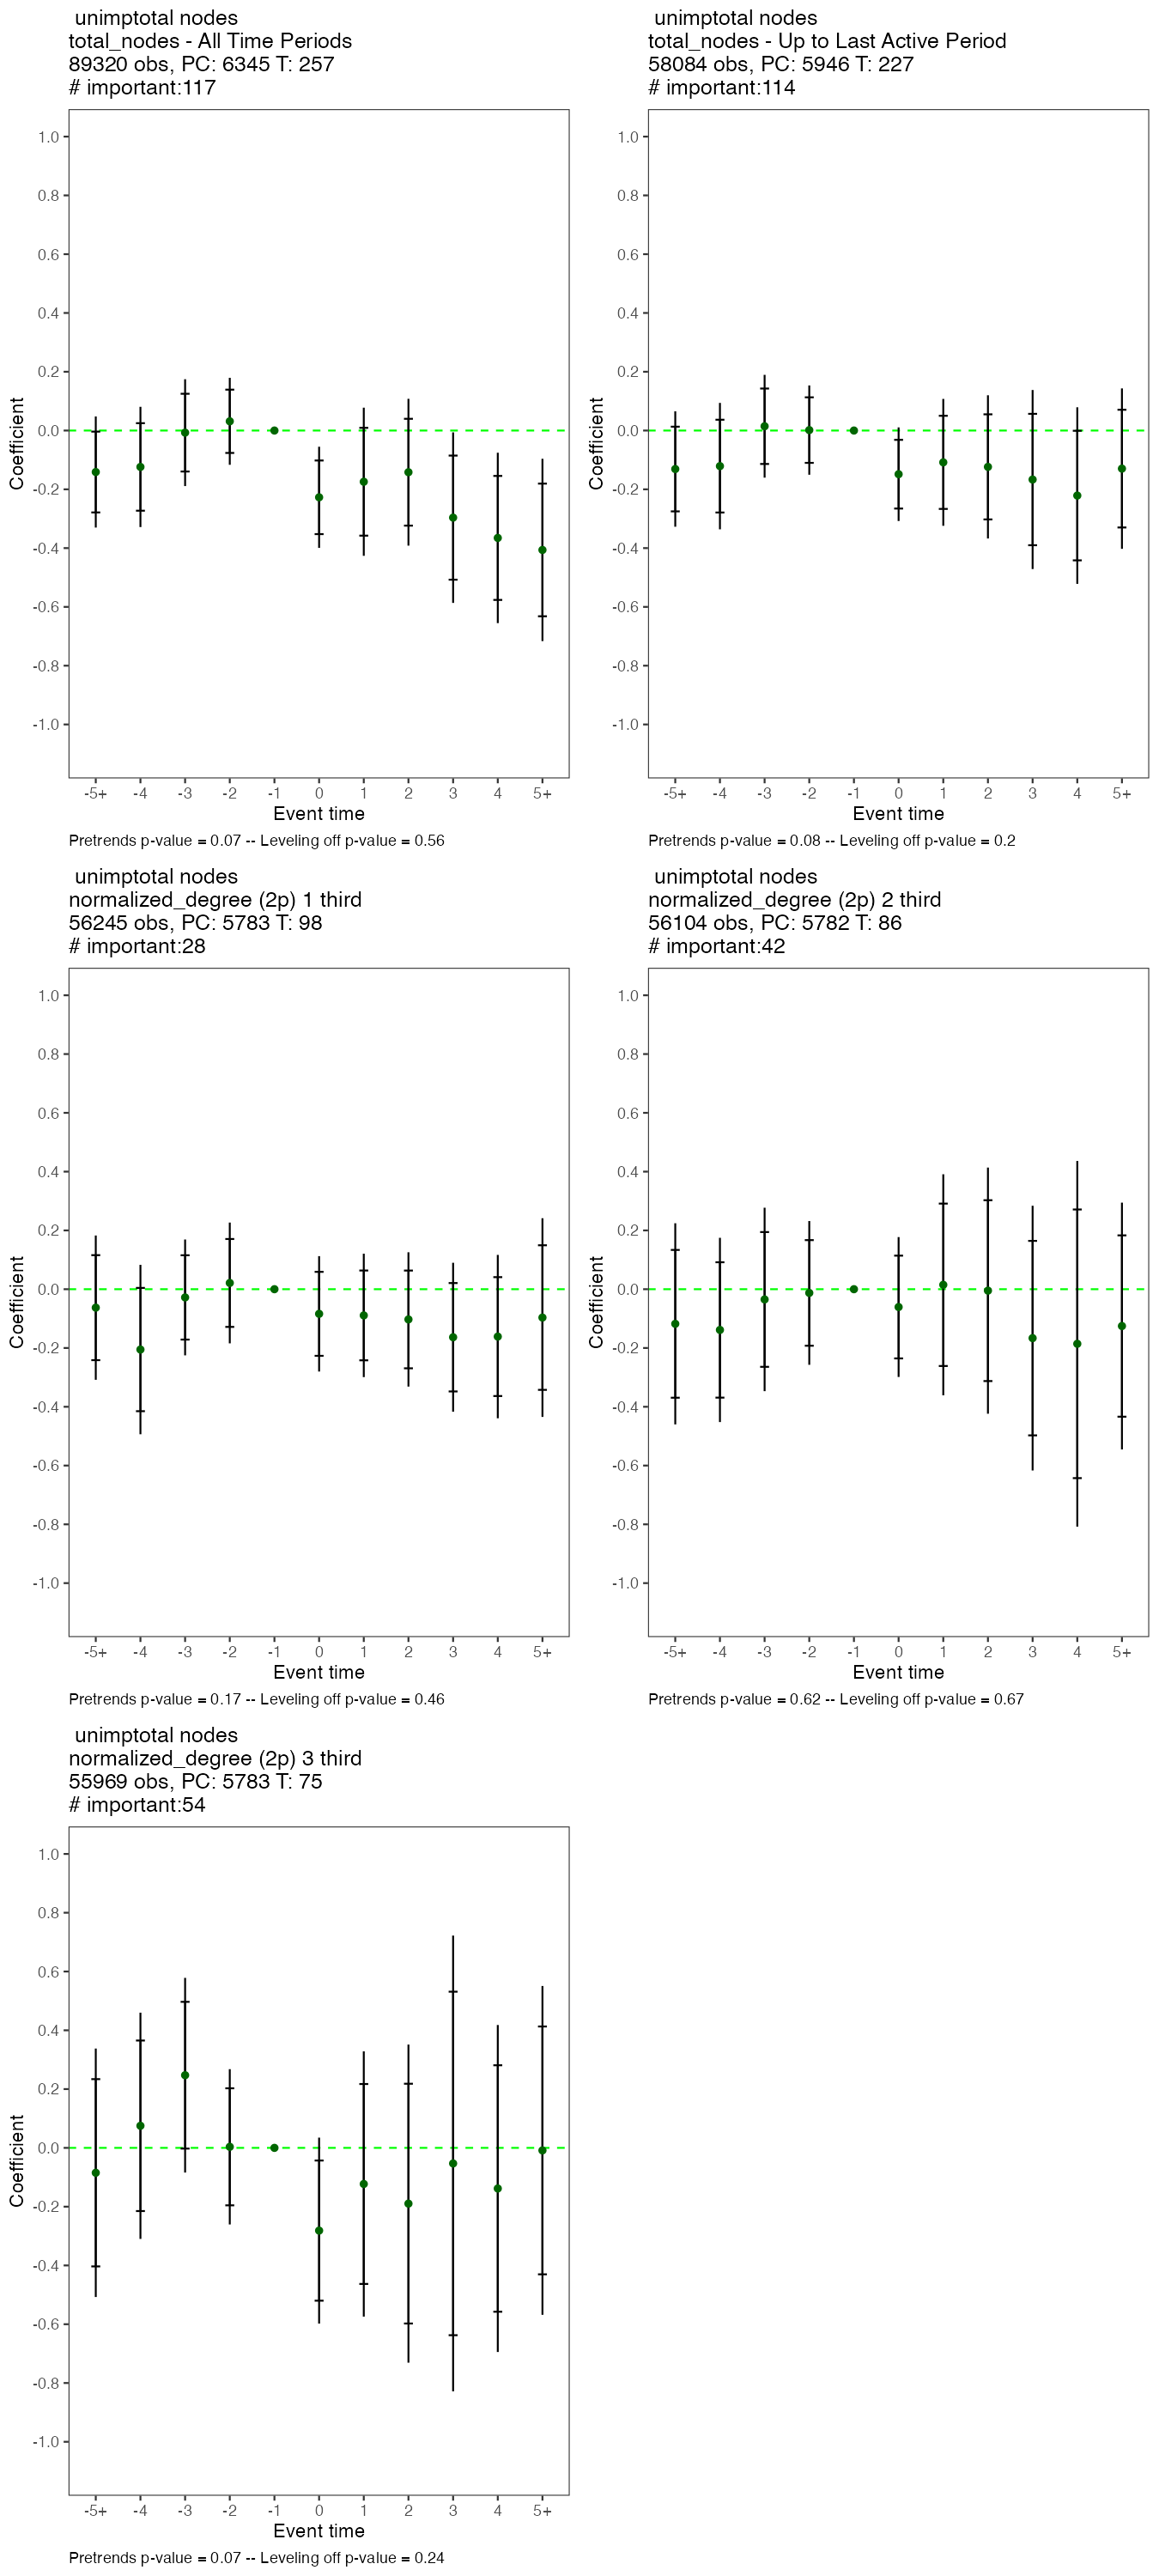 unimptotal nodes
total_nodes - All Time Periods
89320 obs, PC: 6345 T: 257
# important:117
Coefficient
1.0
0.8
0.6
0.4
0.2
0.0
-0.2
-0.4
-0.6
-0.8
-1.0
-5+ -4 -3 -2 -1 0 1 2 3 4 5+
Event time
Pretrends p-value = 0.07 -- Leveling off p-value = 0.56
unimptotal nodes
total_nodes - Up to Last Active Period
58084 obs, PC: 5946 T: 227
# important:114
Coefficient
1.0
0.8
0.6
0.4
0.2
0.0
-0.2
-0.4
-0.6
-0.8
-1.0
-5+ -4 -3 -2 -1 0 1 2 3 4 5+
Event time
Pretrends p-value = 0.08 -- Leveling off p-value = 0.2
unimptotal nodes
normalized_degree (2p) 1 third
56245 obs, PC: 5783 T: 98
# important:28
Coefficient
1.0
0.8
0.6
0.4
0.2
0.0
-0.2
-0.4
-0.6
-0.8
-1.0
-5+ -4 -3 -2 -1 0 1 2 3 4 5+
Event time
Pretrends p-value = 0.17 -- Leveling off p-value = 0.46
unimptotal nodes
normalized_degree (2p) 2 third
56104 obs, PC: 5782 T: 86
# important:42
Coefficient
1.0
0.8
0.6
0.4
0.2
0.0
-0.2
-0.4
-0.6
-0.8
-1.0
-5+ -4 -3 -2 -1 0 1 2 3 4 5+
Event time
Pretrends p-value = 0.62 -- Leveling off p-value = 0.67
unimptotal nodes
normalized_degree (2p) 3 third
55969 obs, PC: 5783 T: 75
# important:54
Coefficient
1.0
0.8
0.6
0.4
0.2
0.0
-0.2
-0.4
-0.6
-0.8
-1.0
-5+ -4 -3 -2 -1 0 1 2 3 4 5+
Event time
Pretrends p-value = 0.07 -- Leveling off p-value = 0.24